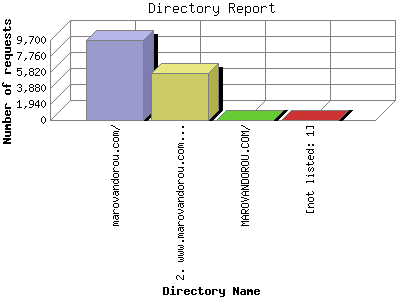 Directory Report
Number of requests
9,700
7,760
5,820
3,880
1,940
0
marovandorou.com/
2. www.marovandorou.com...
MAROVANDOROU.COM/
[not listed: 1]
Directory Name